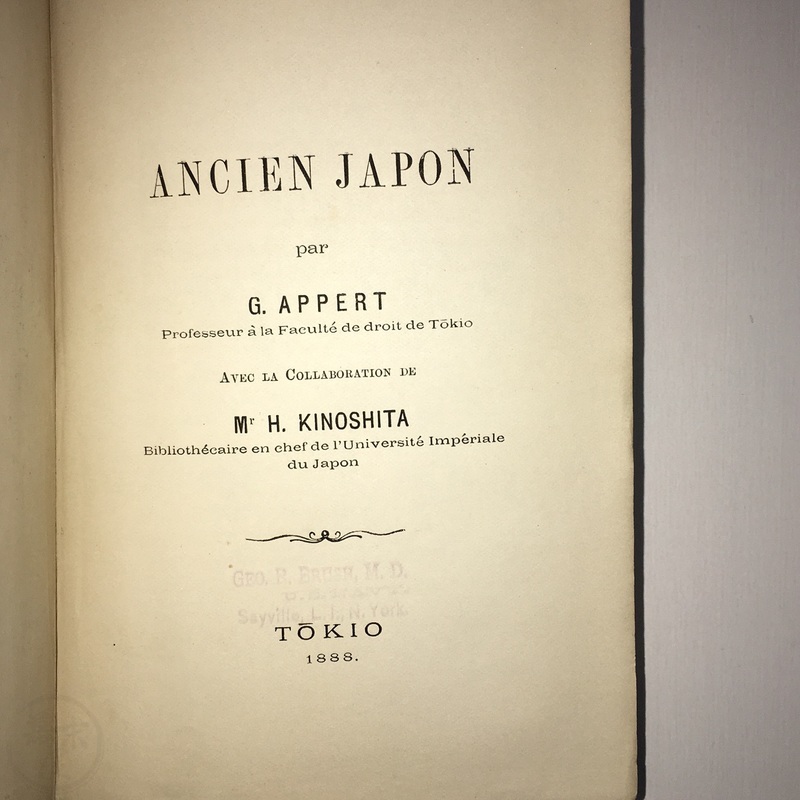 ANCIEN JAPON
par
G. APPERT
Professeur à la Faculté de droit de Tōkio
AVEC LA COLLABORATION DE
Mr H. KINOSHITA
Bibliothécaire en chef de l'Université Impériale
du Japon
GEO. R. BRUSH, M. D.
Sayville, L. I., N. York.
TŌKIO
1888.